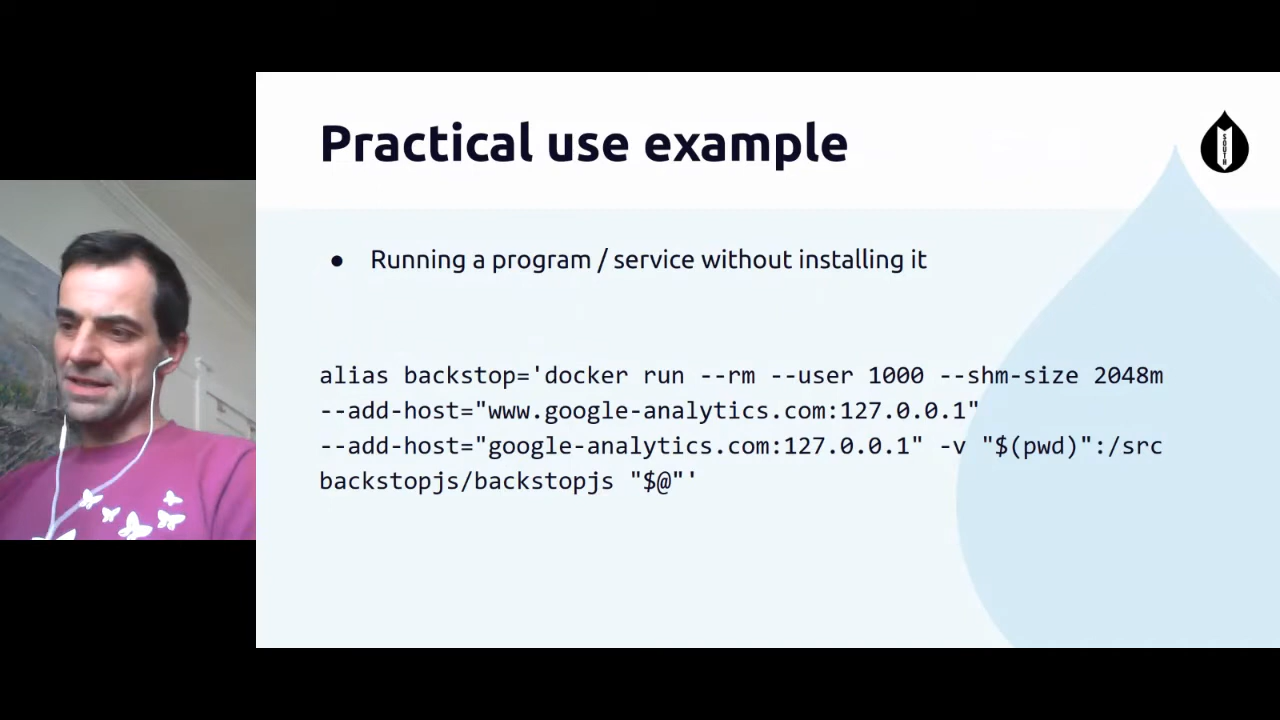 Practical use example
SOUTH
● Running a program / service without installing it
alias backstop='docker run --rm --user 1000 --shm-size 2048m
--add-host="www.google-analytics.com:127.0.0.1"
--add-host="google-analytics.com:127.0.0.1" -v "$(pwd)":/src
backstopjs/backstopjs "$@"'